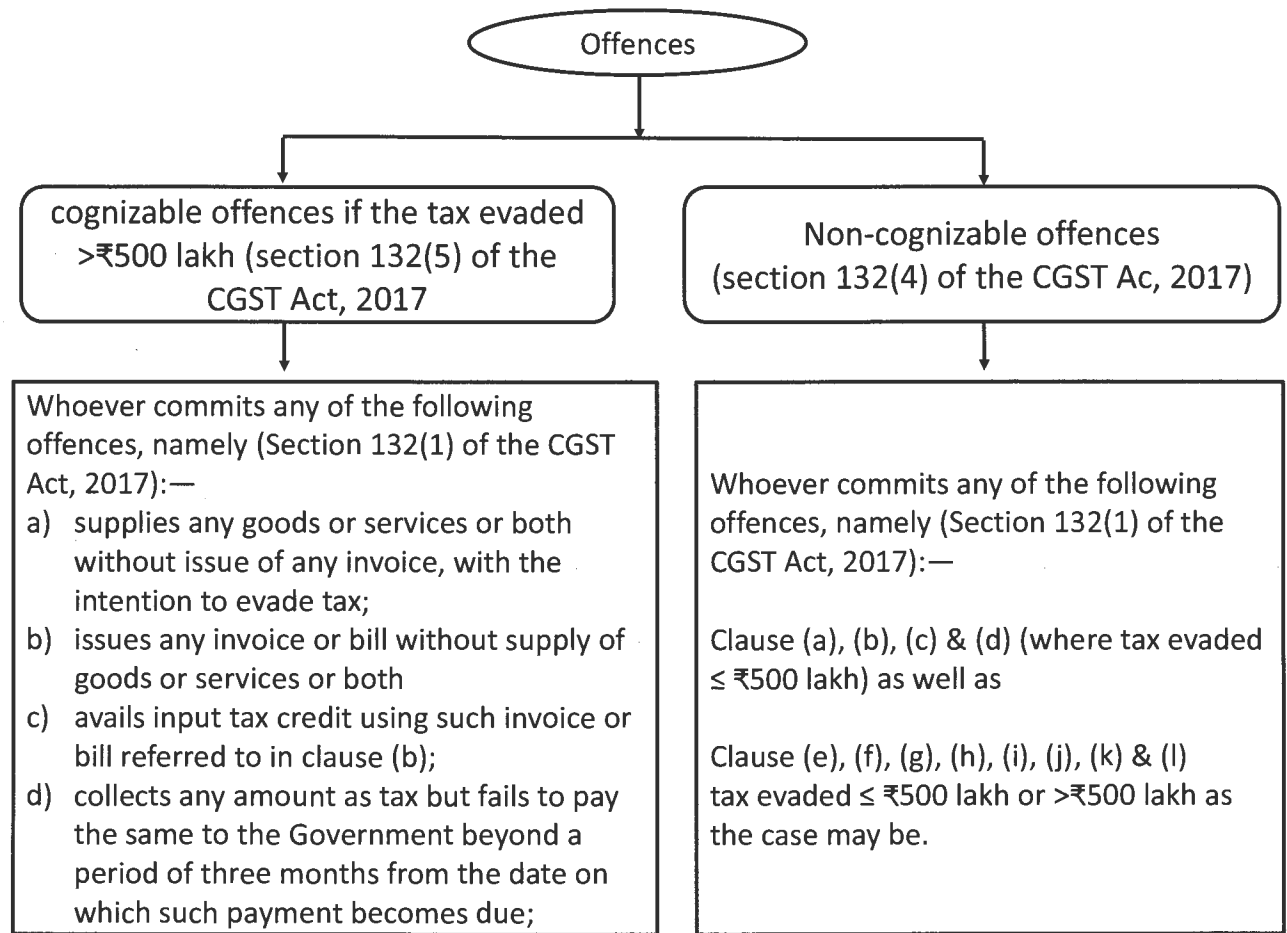 Offences
cognizable offences if the tax evaded
>₹500 lakh (section 132(5) of the
CGST Act, 2017
Non-cognizable offences
(section 132(4) of the CGST Ac, 2017)
Whoever commits any of the following
offences, namely (Section 132(1) of the CGST
Act, 2017):—
a) supplies any goods or services or both
without issue of any invoice, with the
intention to evade tax;
b) issues any invoice or bill without supply of
goods or services or both
c) avails input tax credit using such invoice or
bill referred to in clause (b);
d) collects any amount as tax but fails to pay
the same to the Government beyond a
period of three months from the date on
which such payment becomes due;
Whoever commits any of the following
offences, namely (Section 132(1) of the
CGST Act, 2017):—
Clause (a), (b), (c) & (d) (where tax evaded
≤ ₹500 lakh) as well as
Clause (e), (f), (g), (h), (i), (j), (k) & (l)
tax evaded ≤ ₹500 lakh or >₹500 lakh as
the case may be.